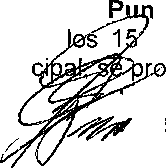 Pun
los 15
cipal se pro